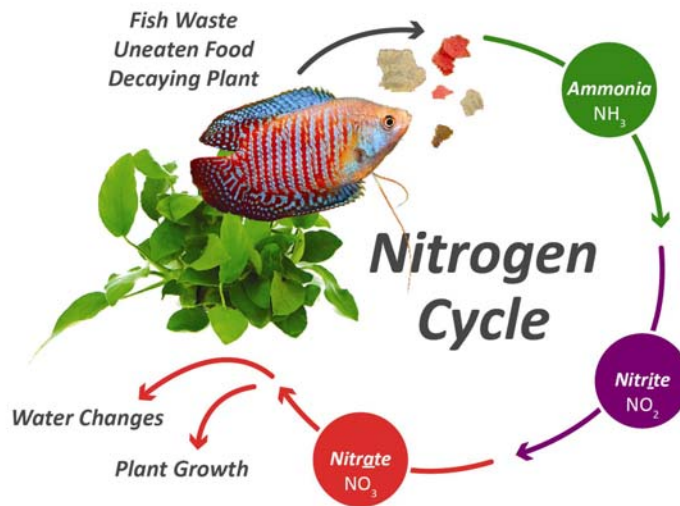 Fish Waste
Uneaten Food
Decaying Plant
Ammonia
NH₃
Nitrogen
Cycle
Nitrite
NO₂
Water Changes
Plant Growth
Nitrate
NO₃